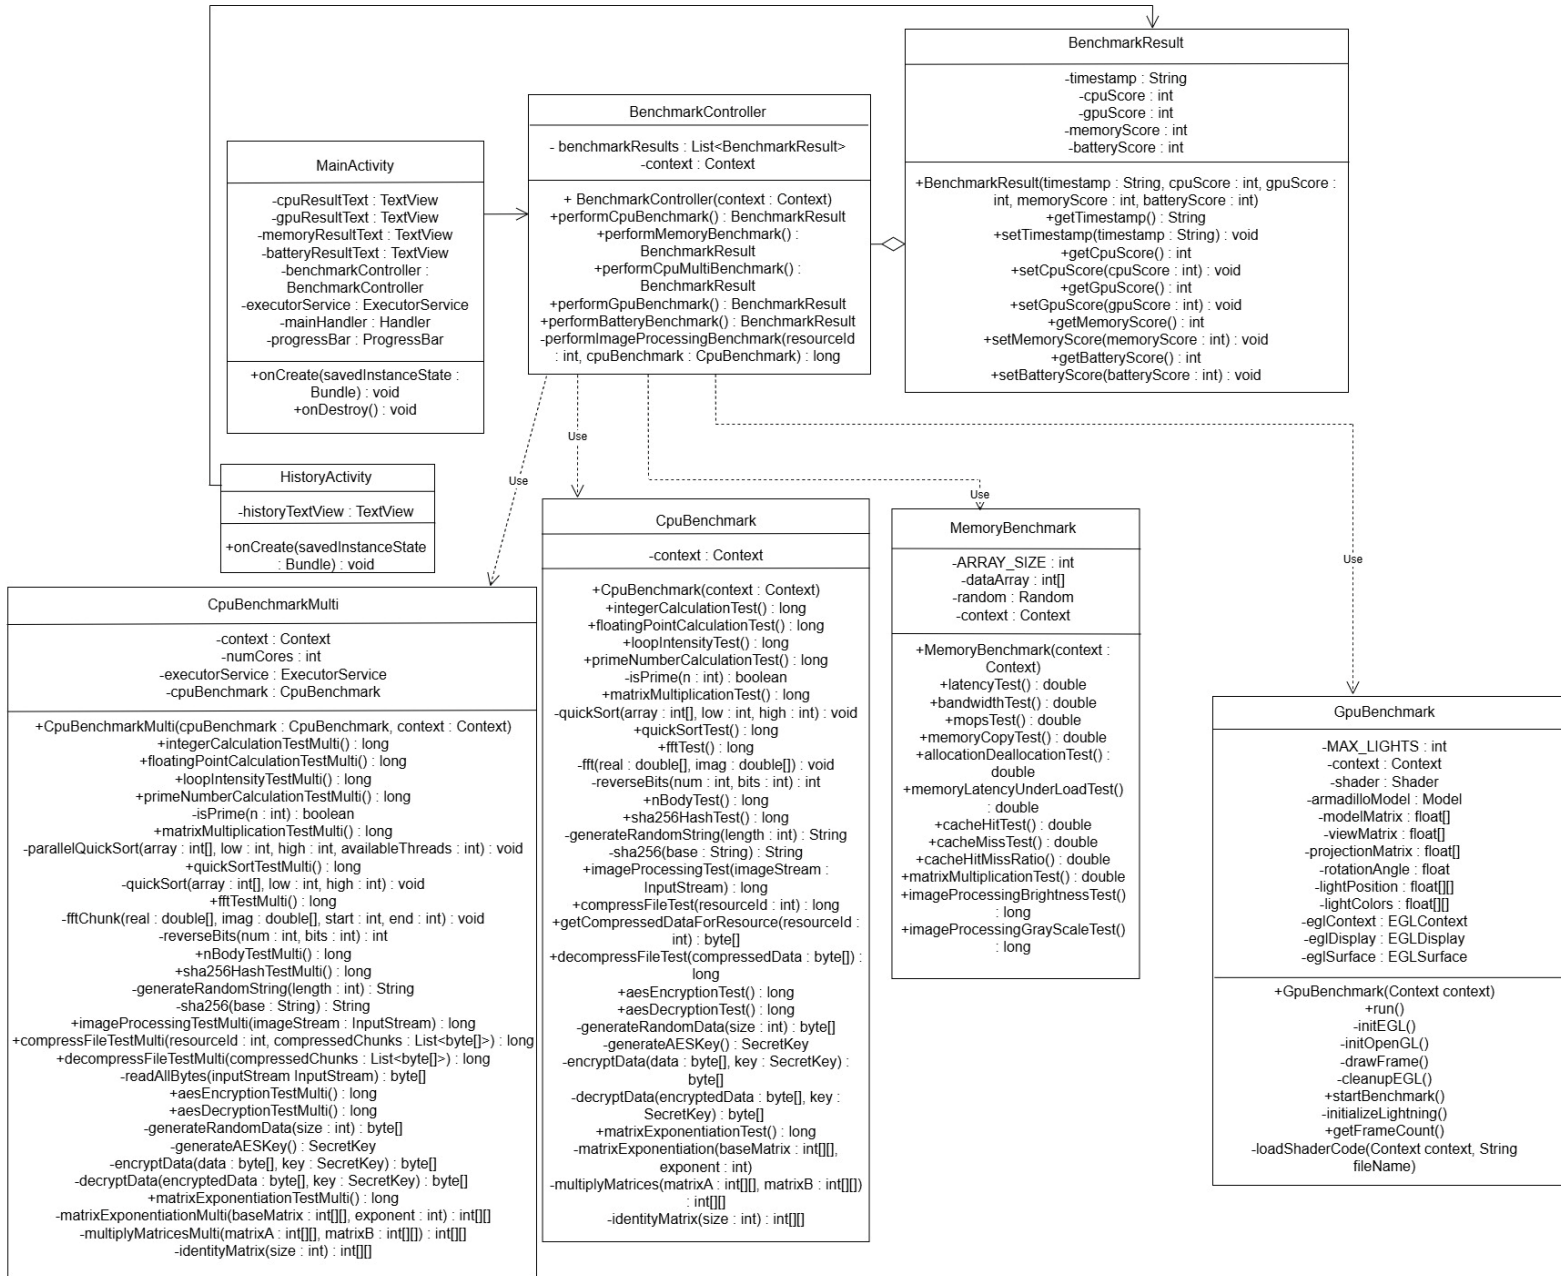 BenchmarkResult
-timestamp : String
-cpuScore : int
-gpuScore : int
-memoryScore : int
-batteryScore : int
+BenchmarkResult(timestamp : String, cpuScore : int, gpuScore :
int, memoryScore : int, batteryScore : int)
+getTimestamp() : String
+setTimestamp(timestamp : String) : void
+getCpuScore() : int
+setCpuScore(cpuScore : int) : void
+getGpuScore() : int
+setGpuScore(gpuScore : int) : void
+getMemoryScore() : int
+setMemoryScore(memoryScore : int) : void
+getBatteryScore() : int
+setBatteryScore(batteryScore : int) : void
BenchmarkController
- benchmarkResults : List<BenchmarkResult>
-context : Context
+ BenchmarkController(context : Context)
+performCpuBenchmark() : BenchmarkResult
+performMemoryBenchmark() :
BenchmarkResult
+performCpuMultiBenchmark() :
BenchmarkResult
+performGpuBenchmark() : BenchmarkResult
+performBatteryBenchmark() : BenchmarkResult
-performImageProcessingBenchmark(resourceId
: int, cpuBenchmark : CpuBenchmark) : long
MainActivity
-cpuResultText : TextView
-gpuResultText : TextView
-memoryResultText : TextView
-batteryResultText : TextView
-benchmarkController :
BenchmarkController
-executorService : ExecutorService
-mainHandler : Handler
-progressBar : ProgressBar
+onCreate(savedInstanceState :
Bundle) : void
+onDestroy() : void
HistoryActivity
-historyTextView : TextView
+onCreate(savedInstanceState
: Bundle) : void
Use
Use
Use
Use
CpuBenchmarkMulti
-context : Context
-numCores : int
-executorService : ExecutorService
-cpuBenchmark : CpuBenchmark
+CpuBenchmarkMulti(cpuBenchmark : CpuBenchmark, context : Context)
+integerCalculationTestMulti() : long
+floatingPointCalculationTestMulti() : long
+loopIntensityTestMulti() : long
+primeNumberCalculationTestMulti() : long
-isPrime(n : int) : boolean
+matrixMultiplicationTestMulti() : long
-parallelQuickSort(array : int[], low : int, high : int, availableThreads : int) : void
+quickSortTestMulti() : long
-quickSort(array : int[], low : int, high : int) : void
+fftTestMulti() : long
-fftChunk(real : double[], imag : double[], start : int, end : int) : void
-reverseBits(num : int, bits : int) : int
+nBodyTestMulti() : long
+sha256HashTestMulti() : long
-generateRandomString(length : int) : String
-sha256(base : String) : String
+imageProcessingTestMulti(imageStream : InputStream) : long
+compressFileTestMulti(resourceId : int, compressedChunks : List<byte[]>) : long
+decompressFileTestMulti(compressedChunks : List<byte[]>) : long
-readAllBytes(inputStream InputStream) : byte[]
+aesEncryptionTestMulti() : long
+aesDecryptionTestMulti() : long
-generateRandomData(size : int) : byte[]
-generateAESKey() : SecretKey
-encryptData(data : byte[], key : SecretKey) : byte[]
-decryptData(encryptedData : byte[], key : SecretKey) : byte[]
+matrixExponentiationTestMulti() : long
-matrixExponentiationMulti(baseMatrix : int[][], exponent : int) : int[][]
-multiplyMatricesMulti(matrixA : int[][], matrixB : int[][]) : int[][]
-identityMatrix(size : int) : int[][]
CpuBenchmark
-context : Context
+CpuBenchmark(context : Context)
+integerCalculationTest() : long
+floatingPointCalculationTest() : long
+loopIntensityTest() : long
+primeNumberCalculationTest() : long
-isPrime(n : int) : boolean
+matrixMultiplicationTest() : long
-quickSort(array : int[], low : int, high : int) : void
+quickSortTest() : long
+fftTest() : long
-fft(real : double[], imag : double[]) : void
-reverseBits(num : int, bits : int) : int
+nBodyTest() : long
+sha256HashTest() : long
-generateRandomString(length : int) : String
-sha256(base : String) : String
+imageProcessingTest(imageStream :
InputStream) : long
+compressFileTest(resourceId : int) : long
+getCompressedDataForResource(resourceId :
int) : byte[]
+decompressFileTest(compressedData : byte[]) :
long
+aesEncryptionTest() : long
+aesDecryptionTest() : long
-generateRandomData(size : int) : byte[]
-generateAESKey() : SecretKey
-encryptData(data : byte[], key : SecretKey) :
byte[]
-decryptData(encryptedData : byte[], key :
SecretKey) : byte[]
+matrixExponentiationTest() : long
-matrixExponentiation(baseMatrix : int[][],
exponent : int)
-multiplyMatrices(matrixA : int[][], matrixB : int[][])
: int[][]
-identityMatrix(size : int) : int[][]
MemoryBenchmark
-ARRAY_SIZE : int
-dataArray : int[]
-random : Random
-context : Context
+MemoryBenchmark(context :
Context)
+latencyTest() : double
+bandwidthTest() : double
+mopsTest() : double
+memoryCopyTest() : double
+allocationDeallocationTest() :
double
+memoryLatencyUnderLoadTest()
: double
+cacheHitTest() : double
+cacheMissTest() : double
+cacheHitMissRatio() : double
+matrixMultiplicationTest() : double
+imageProcessingBrightnessTest()
: long
+imageProcessingGrayScaleTest()
: long
GpuBenchmark
-MAX_LIGHTS : int
-context : Context
-shader : Shader
-armadilloModel : Model
-modelMatrix : float[]
-viewMatrix : float[]
-projectionMatrix : float[]
-rotationAngle : float
-lightPosition : float[][]
-lightColors : float[][]
-eglContext : EGLContext
-eglDisplay : EGLDisplay
-eglSurface : EGLSurface
+GpuBenchmark(Context context)
+run()
-initEGL()
-initOpenGL()
-drawFrame()
-cleanupEGL()
+startBenchmark()
-initializeLightning()
+getFrameCount()
-loadShaderCode(Context context, String
fileName)